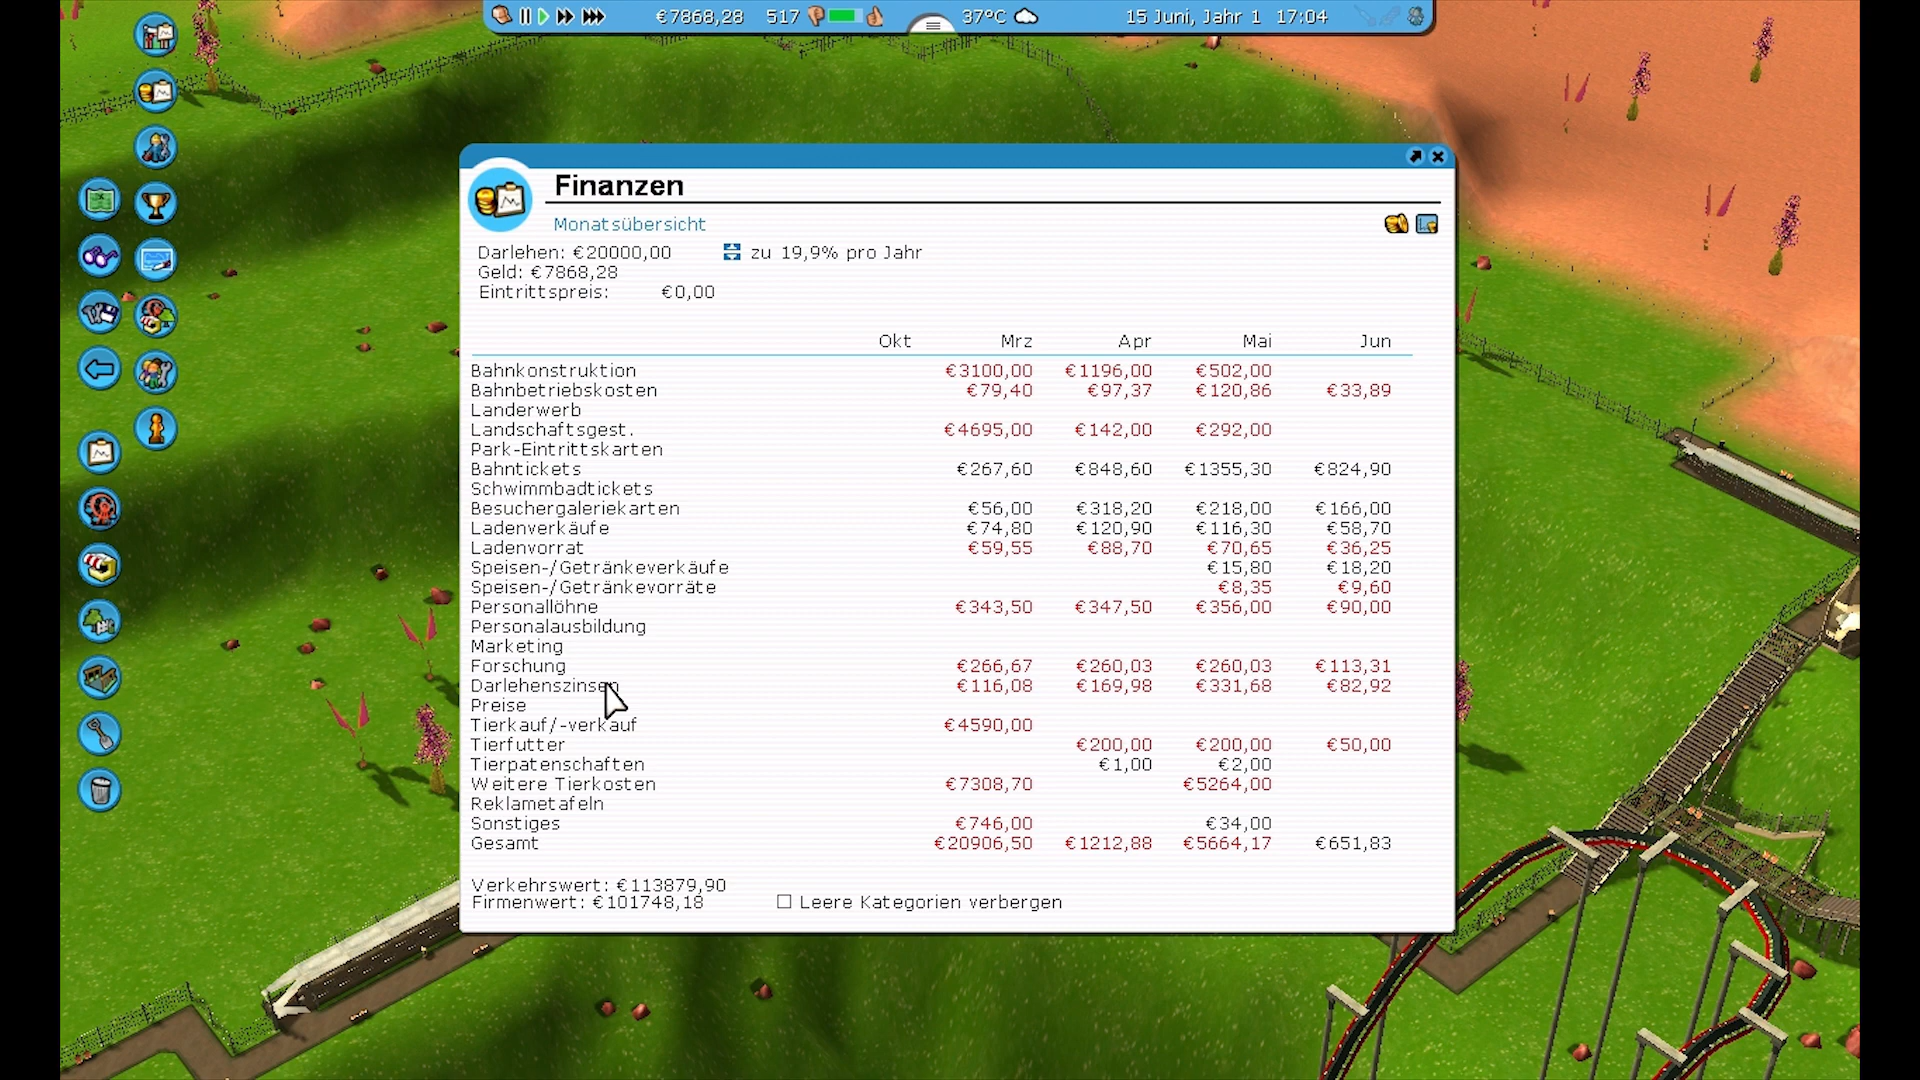 €7868,28 517 37°C 15 Juni, Jahr 1 17:04
Finanzen
Monatsübersicht
Darlehen: €20000,00 zu 19,9% pro Jahr
Geld: €7868,28
Eintrittspreis: €0,00
Okt Mrz Apr Mai Jun
Bahnkonstruktion €3100,00 €1196,00 €502,00
Bahnbetriebskosten €79,40 €97,37 €120,86 €33,89
Landerwerb
Landschaftsgest. €4695,00 €142,00 €292,00
Park-Eintrittskarten
Bahntickets €267,60 €848,60 €1355,30 €824,90
Schwimmbadtickets
Besuchergaleriekarten €56,00 €318,20 €218,00 €166,00
Ladenverkäufe €74,80 €120,90 €116,30 €58,70
Ladenvorrat €59,55 €88,70 €70,65 €36,25
Speisen-/Getränkeverkäufe €15,80 €18,20
Speisen-/Getränkevorräte €8,35 €9,60
Personallöhne €343,50 €347,50 €356,00 €90,00
Personalausbildung
Marketing
Forschung €266,67 €260,03 €260,03 €113,31
Darlehenszinsen €116,08 €169,98 €331,68 €82,92
Preise
Tierkauf/-verkauf €4590,00
Tierfutter €200,00 €200,00 €50,00
Tierpatenschaften €1,00 €2,00
Weitere Tierkosten €7308,70 €5264,00
Reklametafeln
Sonstiges €746,00 €34,00
Gesamt €20906,50 €1212,88 €5664,17 €651,83
Verkehrswert: €113879,90
Firmenwert: €101748,18 Leere Kategorien verbergen